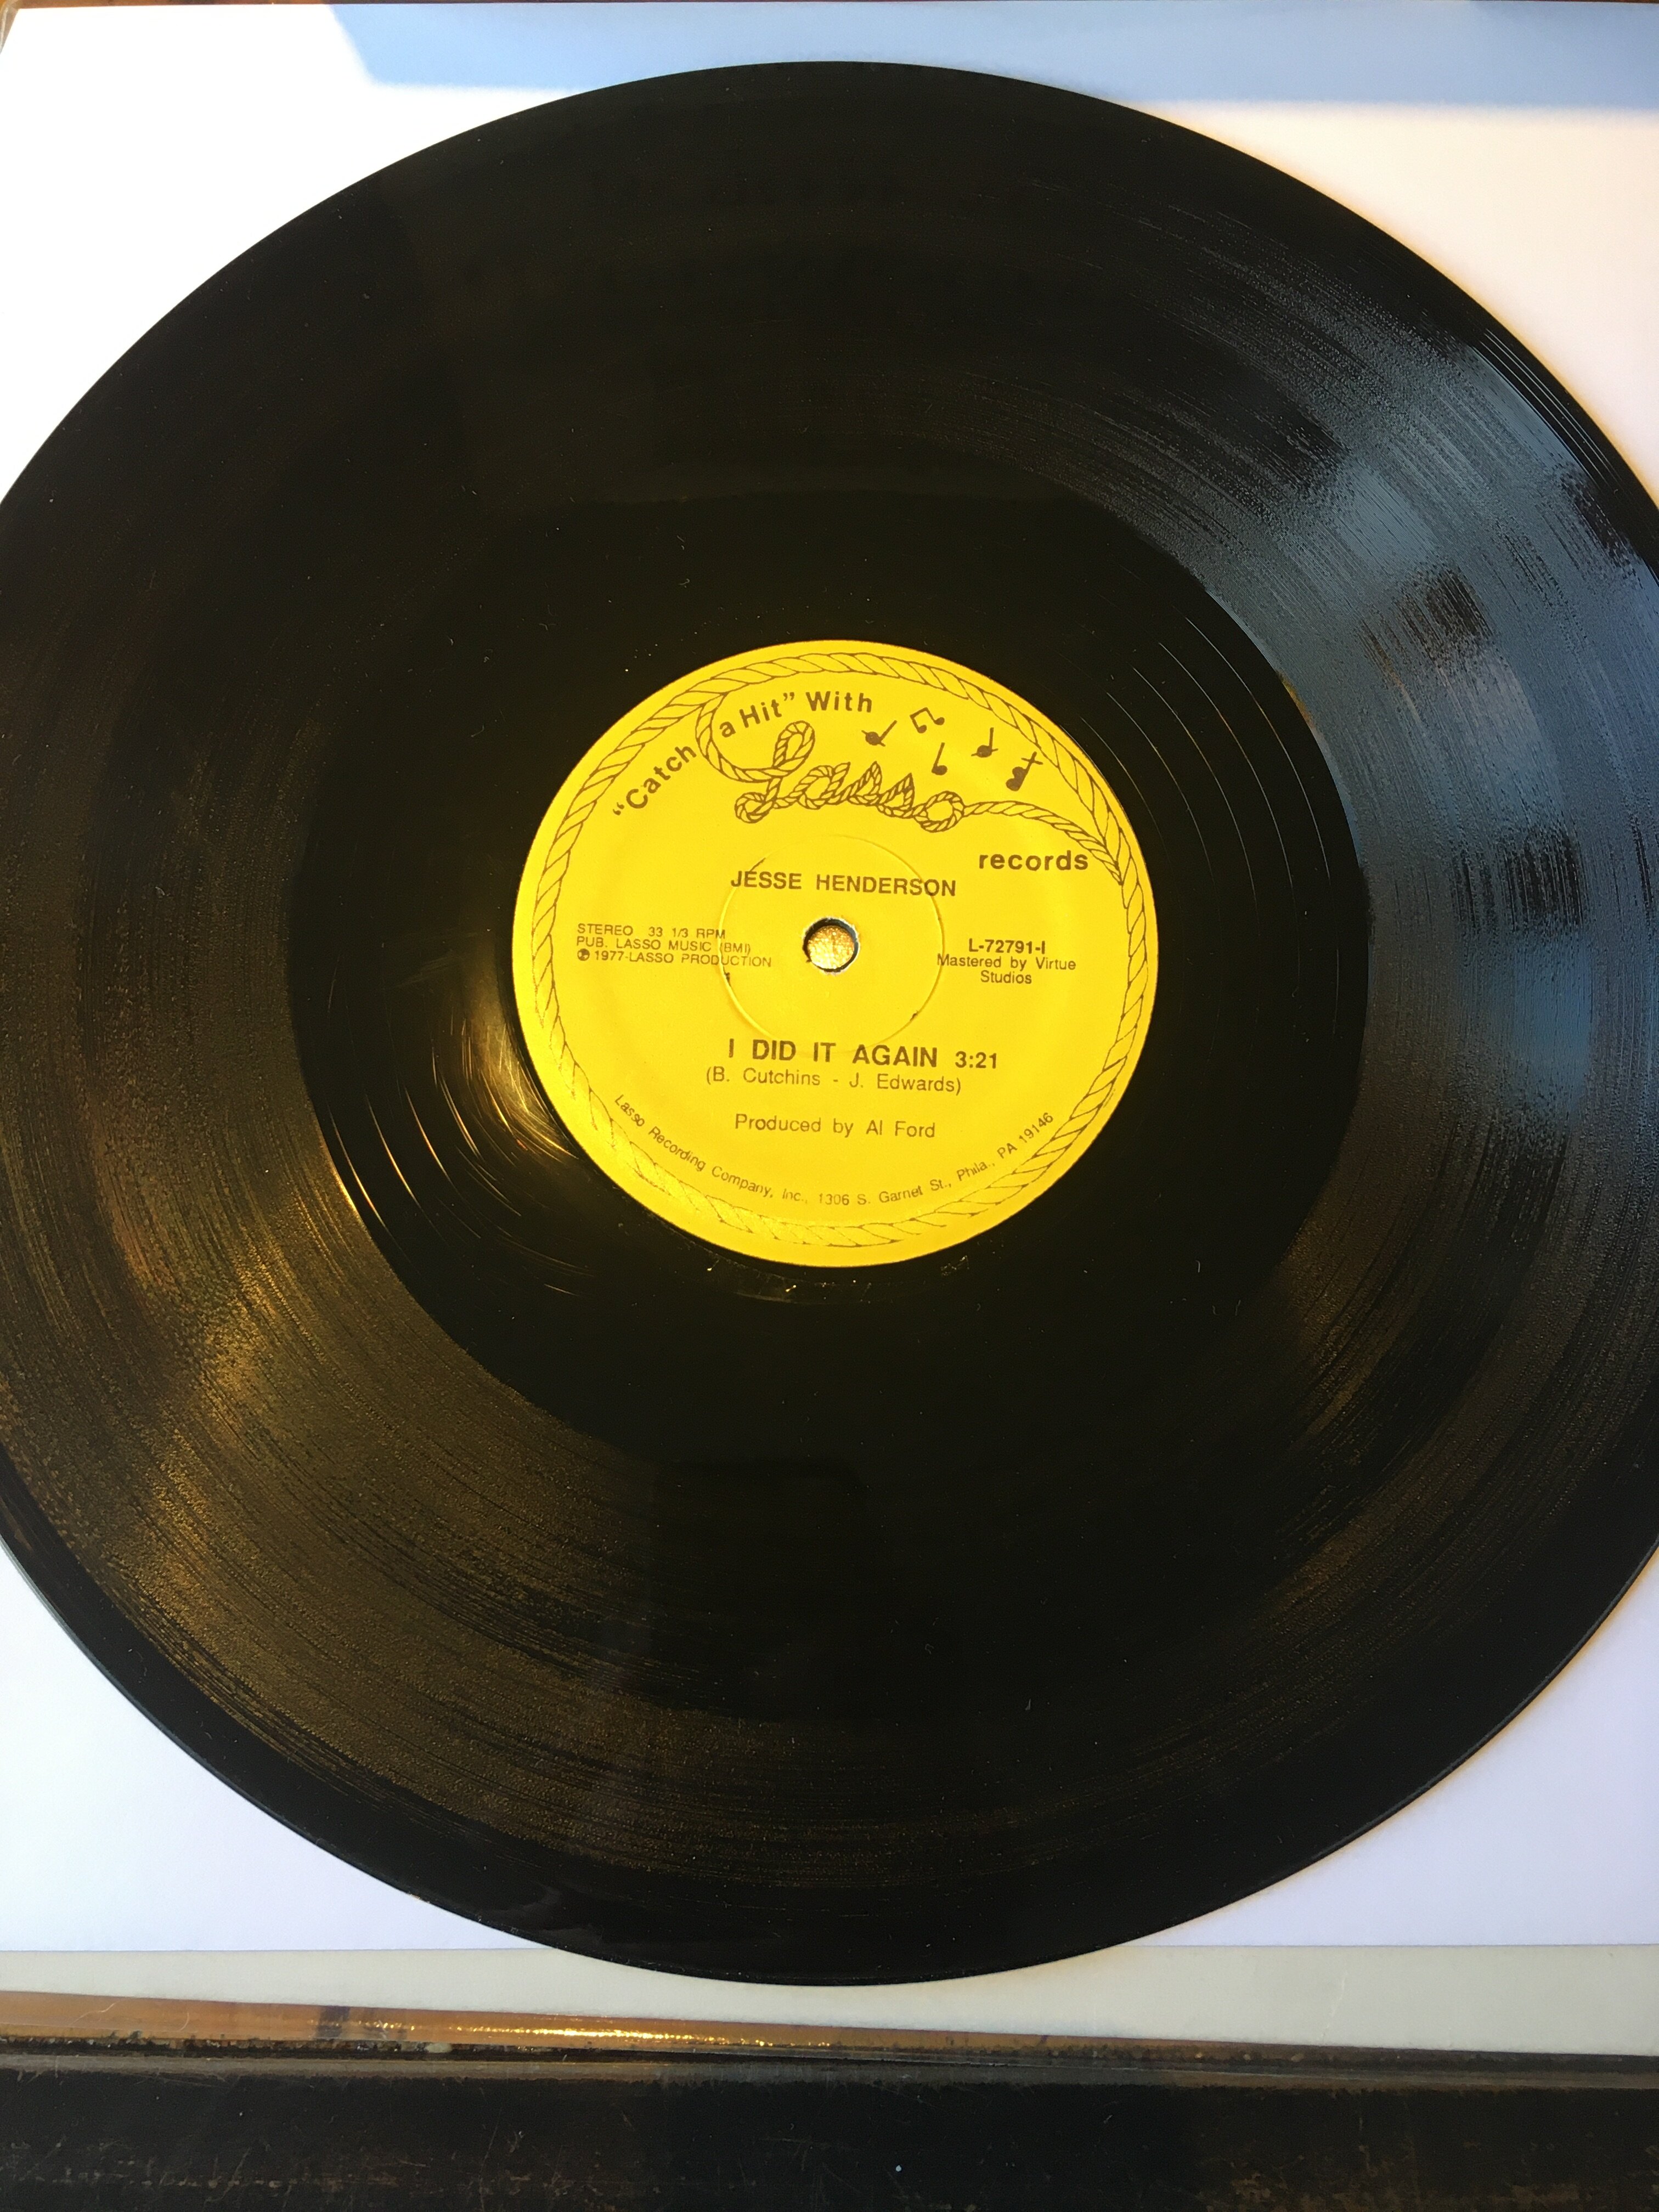 "Catch a Hit" With
Lasso
records
JESSE HENDERSON
STEREO 33 1/3 RPM
PUB. LASSO MUSIC (BMI)
℗ 1977-LASSO PRODUCTION
L-72791-I
Mastered by Virtue
Studios
I DID IT AGAIN 3:21
(B. Cutchins - J. Edwards)
Produced by Al Ford
Lasso Recording Company, Inc., 1306 S. Garnet St., Phila., PA 19146